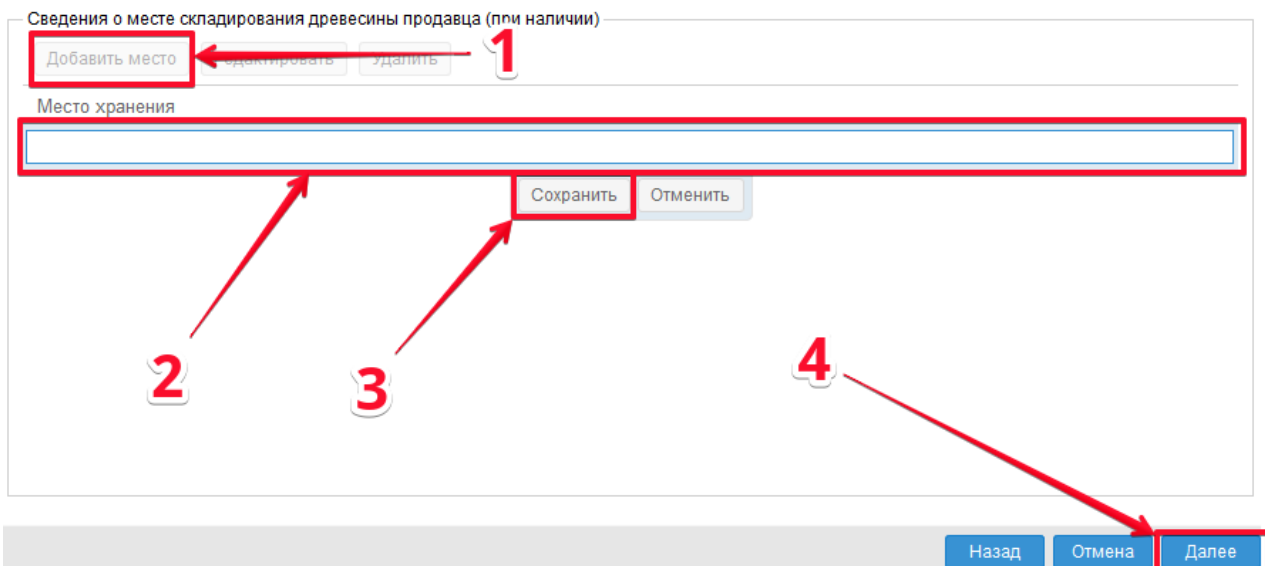 Сведения о месте складирования древесины продавца (при наличии)
Добавить место Редактировать Удалить 1
Место хранения
Сохранить Отменить
2 3 4
Назад Отмена Далее